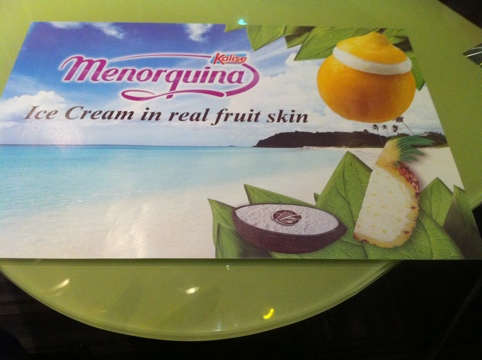 Kalise
Menorquina
Ice Cream in real fruit skin